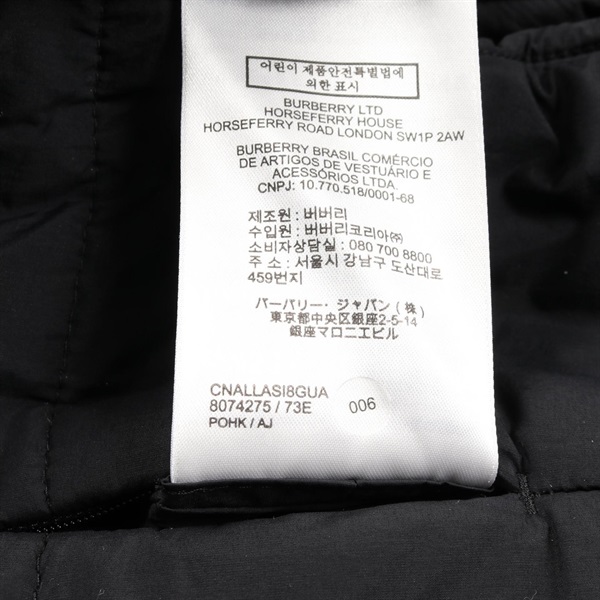 어린이 제품안전특별법에
의한 표시
BURBERRY LTD
HORSEFERRY HOUSE
HORSEFERRY ROAD LONDON SW1P 2AW
BURBERRY BRASIL COMÉRCIO
DE ARTIGOS DE VESTUÁRIO E
ACESSÓRIOS LTDA.
CNPJ: 10.770.518/0001-68
제조원 : 버버리
수입원 : 버버리코리아㈜
소비자상담실 : 080 700 8800
주 소 : 서울시 강남구 도산대로
459번지
バーバリー・ジャパン (株)
東京都中央区銀座2-5-14
銀座マロニエビル
CNALLASI8GUA
8074275 / 73E 006
POHK / AJ